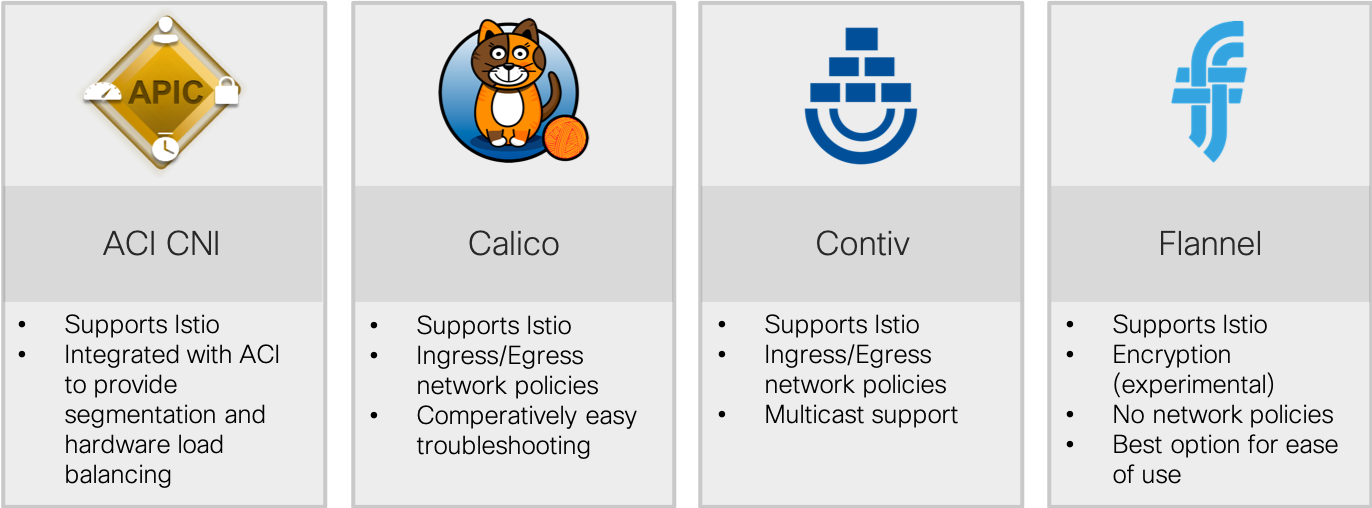 APIC
ACI CNI
• Supports Istio
• Integrated with ACI
to provide
segmentation and
hardware load
balancing
Calico
• Supports Istio
• Ingress/Egress
network policies
• Comperatively easy
troubleshooting
Contiv
• Supports Istio
• Ingress/Egress
network policies
• Multicast support
Flannel
• Supports Istio
• Encryption
(experimental)
• No network policies
• Best option for ease
of use